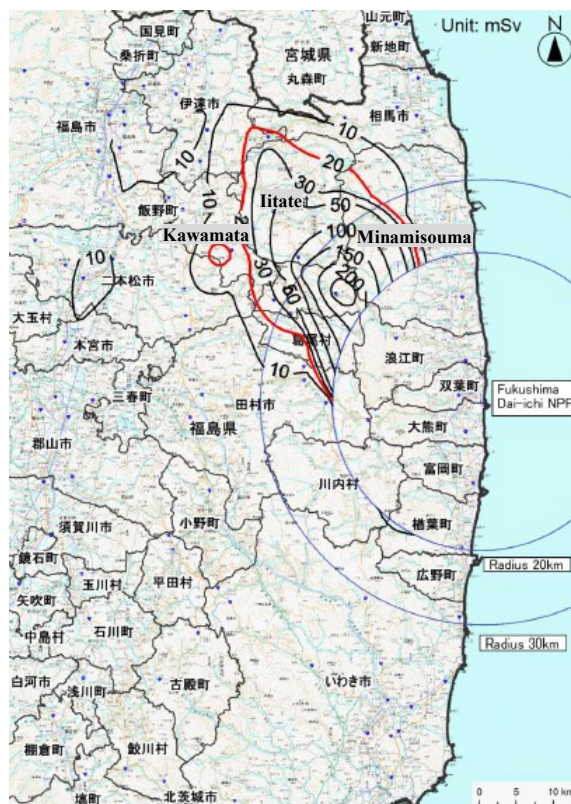 山元町
国見町
Unit: mSv
N
桑折町
宮城県
新地町
丸森町
伊達市
相馬市
福島市
10
10
20
10
飯野町
30
Iitate
50
Kawamata
100
Minamisouma
150
200
10
二本松市
30
50
大玉村
葛尾村
本宮市
浪江町
10
双葉町
Fukushima
Dai-ichi NPP
三春町
田村市
大熊町
福島県
郡山市
富岡町
川内村
小野町
楢葉町
須賀川市
鏡石町
Radius 20km
玉川村
平田村
広野町
矢吹町
中島村
石川町
Radius 30km
白河市
古殿町
いわき市
浅川町
棚倉町
鮫川村
塙町
北茨城市
0 5 10 km